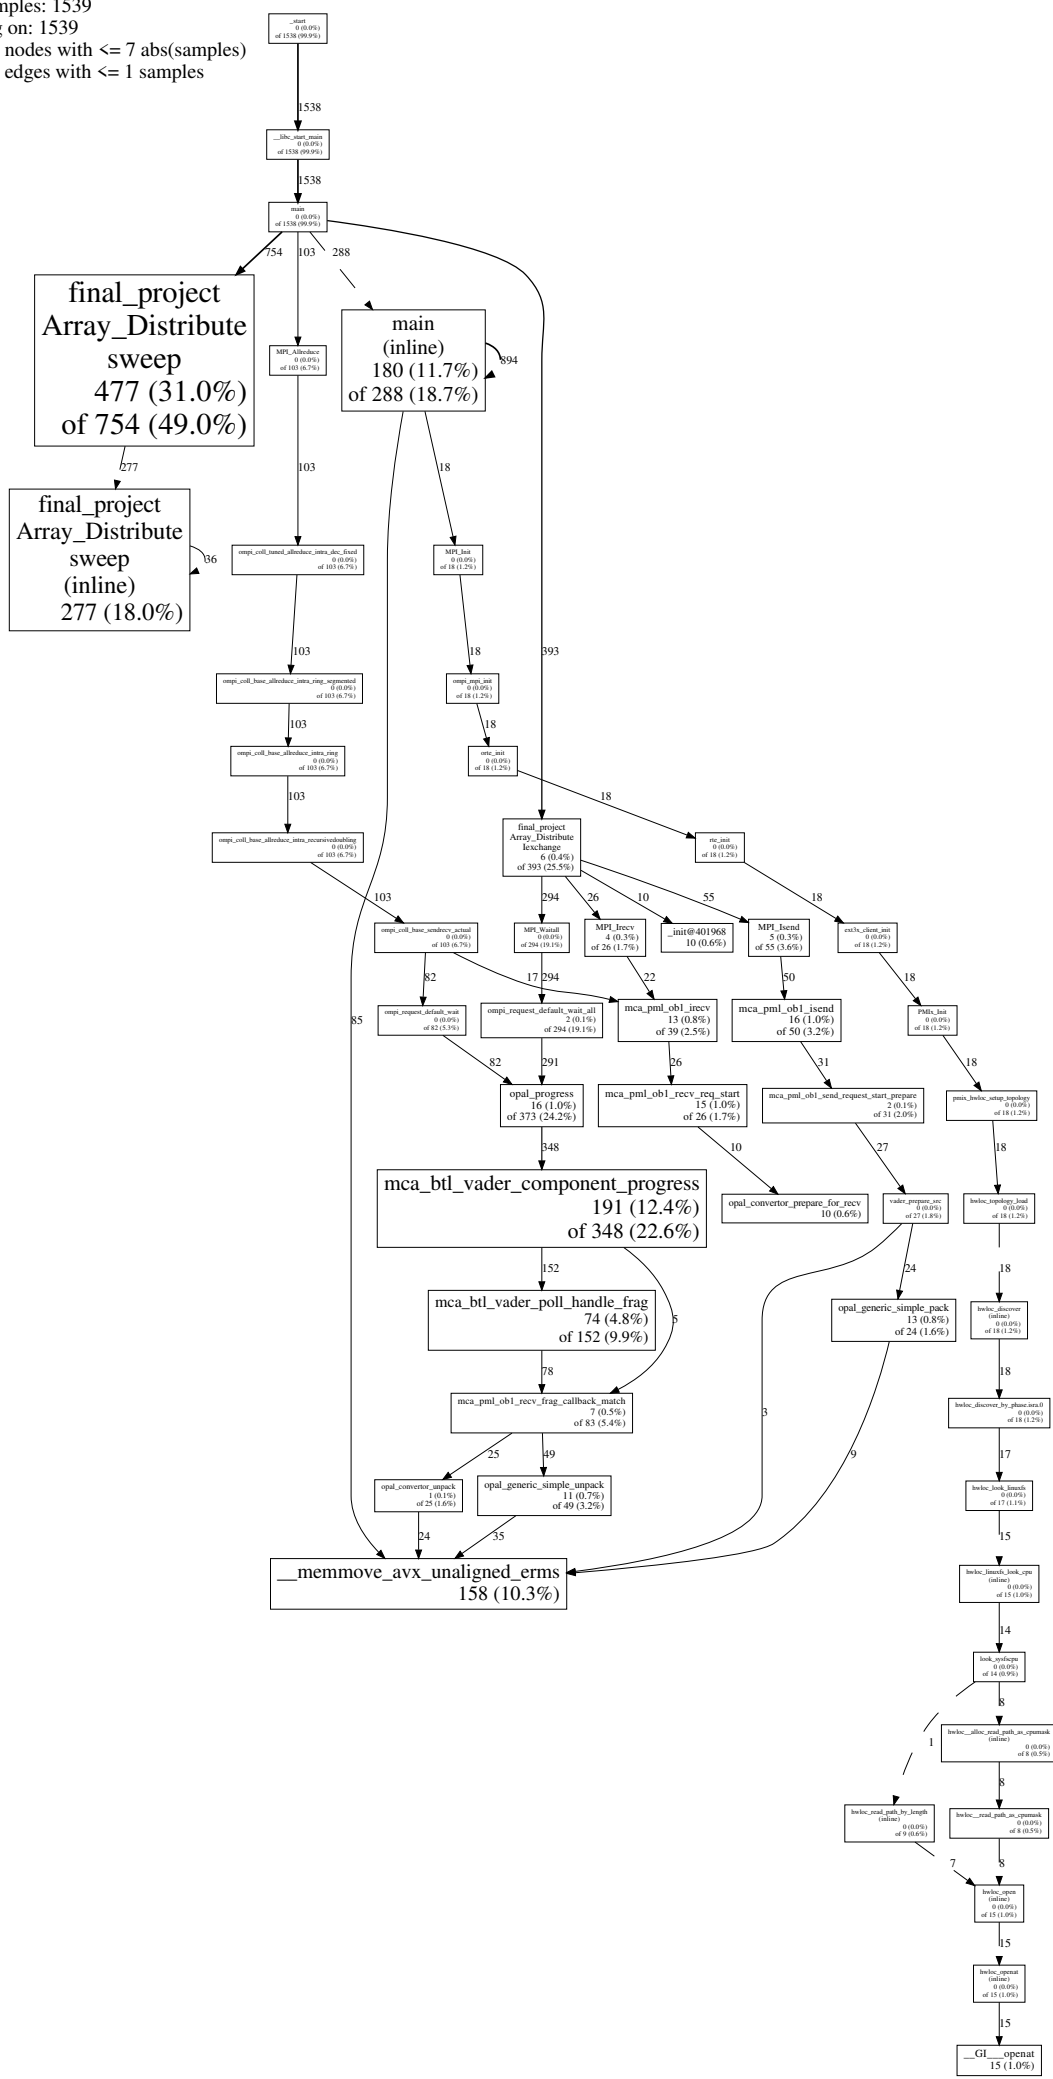 mples: 1539
g on: 1539
nodes with <= 7 abs(samples)
edges with <= 1 samples
_start
0 (0.0%)
of 1538 (99.9%)
1538
__libc_start_main
0 (0.0%)
of 1538 (99.9%)
1538
main
0 (0.0%)
of 1538 (99.9%)
754
103
288
final_project
Array_Distribute
sweep
477 (31.0%)
of 754 (49.0%)
main
(inline)
180 (11.7%)
of 288 (18.7%)
894
MPI_Allreduce
0 (0.0%)
of 103 (6.7%)
277
103
18
final_project
Array_Distribute
sweep
(inline)
277 (18.0%)
36
ompi_coll_tuned_allreduce_intra_dec_fixed
0 (0.0%)
of 103 (6.7%)
MPI_Init
0 (0.0%)
of 18 (1.2%)
103
18
393
ompi_coll_base_allreduce_intra_ring_segmented
0 (0.0%)
of 103 (6.7%)
ompi_mpi_init
0 (0.0%)
of 18 (1.2%)
103
18
ompi_coll_base_allreduce_intra_ring
0 (0.0%)
of 103 (6.7%)
orte_init
0 (0.0%)
of 18 (1.2%)
103
18
ompi_coll_base_allreduce_intra_recursivedoubling
0 (0.0%)
of 103 (6.7%)
final_project
Array_Distribute
Iexchange
6 (0.4%)
of 393 (25.5%)
rte_init
0 (0.0%)
of 18 (1.2%)
103
294
26
10
55
18
ompi_coll_base_sendrecv_actual
0 (0.0%)
of 103 (6.7%)
MPI_Waitall
0 (0.0%)
of 294 (19.1%)
MPI_Irecv
4 (0.3%)
of 26 (1.7%)
_init@401968
10 (0.6%)
MPI_Isend
5 (0.3%)
of 55 (3.6%)
ext3x_client_init
0 (0.0%)
of 18 (1.2%)
82
17
294
22
50
18
85
ompi_request_default_wait
0 (0.0%)
of 82 (5.3%)
ompi_request_default_wait_all
2 (0.1%)
of 294 (19.1%)
mca_pml_ob1_irecv
13 (0.8%)
of 39 (2.5%)
mca_pml_ob1_isend
16 (1.0%)
of 50 (3.2%)
PMIx_Init
0 (0.0%)
of 18 (1.2%)
82
291
26
31
18
opal_progress
16 (1.0%)
of 373 (24.2%)
mca_pml_ob1_recv_req_start
15 (1.0%)
of 26 (1.7%)
mca_pml_ob1_send_request_start_prepare
2 (0.1%)
of 31 (2.0%)
pmix_hwloc_setup_topology
0 (0.0%)
of 18 (1.2%)
348
10
27
18
mca_btl_vader_component_progress
191 (12.4%)
of 348 (22.6%)
opal_convertor_prepare_for_recv
10 (0.6%)
vader_prepare_src
0 (0.0%)
of 27 (1.8%)
hwloc_topology_load
0 (0.0%)
of 18 (1.2%)
152
5
24
18
mca_btl_vader_poll_handle_frag
74 (4.8%)
of 152 (9.9%)
opal_generic_simple_pack
13 (0.8%)
of 24 (1.6%)
hwloc_discover
(inline)
0 (0.0%)
of 18 (1.2%)
78
18
mca_pml_ob1_recv_frag_callback_match
7 (0.5%)
of 83 (5.4%)
3
hwloc_discover_by_phase.isra.0
0 (0.0%)
of 18 (1.2%)
25
49
9
17
opal_convertor_unpack
1 (0.1%)
of 25 (1.6%)
opal_generic_simple_unpack
11 (0.7%)
of 49 (3.2%)
hwloc_look_linuxfs
0 (0.0%)
of 17 (1.1%)
24
35
15
__memmove_avx_unaligned_erms
158 (10.3%)
hwloc_linuxfs_look_cpu
(inline)
0 (0.0%)
of 15 (1.0%)
14
look_sysfscpu
0 (0.0%)
of 14 (0.9%)
8
1
hwloc__alloc_read_path_as_cpumask
(inline)
0 (0.0%)
of 8 (0.5%)
8
hwloc_read_path_by_length
(inline)
0 (0.0%)
of 9 (0.6%)
hwloc__read_path_as_cpumask
0 (0.0%)
of 8 (0.5%)
7
8
hwloc_open
(inline)
0 (0.0%)
of 15 (1.0%)
15
hwloc_openat
(inline)
0 (0.0%)
of 15 (1.0%)
15
__GI___openat
15 (1.0%)